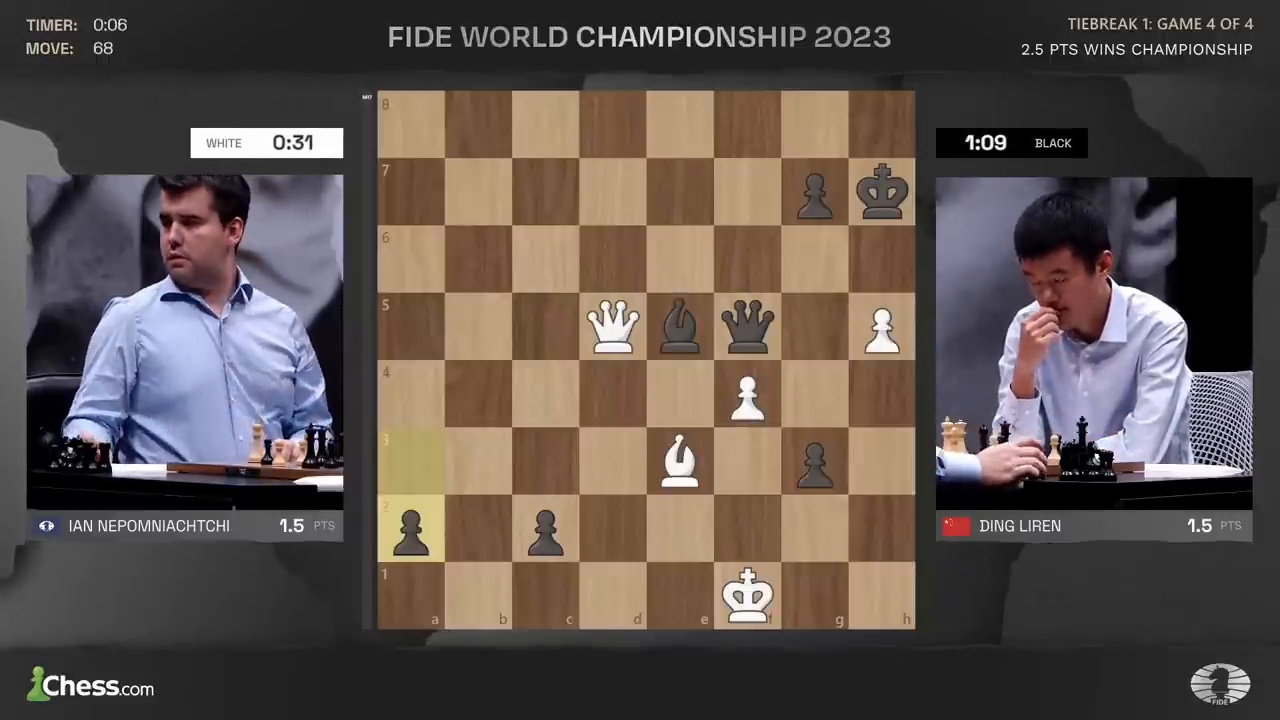 TIMER: 0:06
MOVE: 68
FIDE WORLD CHAMPIONSHIP 2023
TIEBREAK 1: GAME 4 OF 4
2.5 PTS WINS CHAMPIONSHIP
WHITE 0:31
1:09 BLACK
M17
8
7
6
5
4
3
2
1
a b c d e f g h
IAN NEPOMNIACHTCHI 1.5 PTS
DING LIREN 1.5 PTS
Chess.com
FIDE